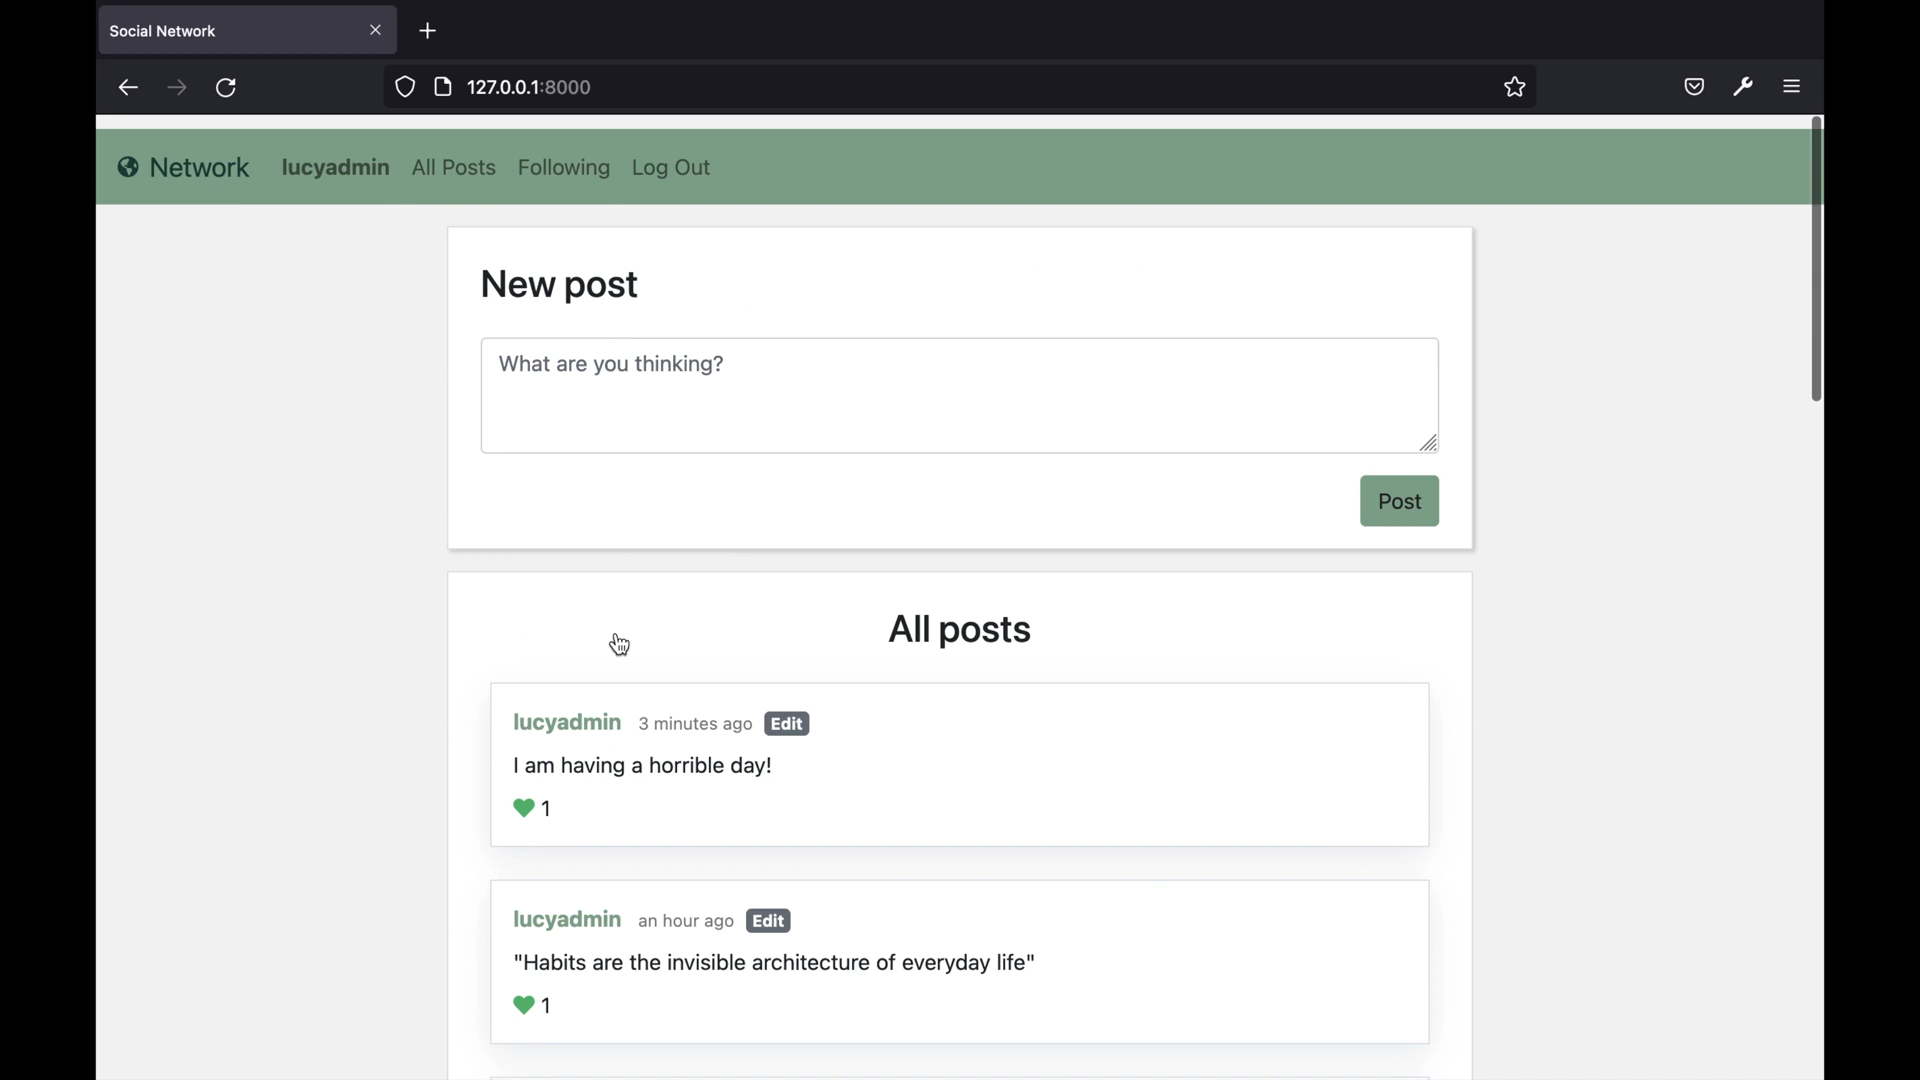 Social Network
127.0.0.1:8000
Network lucyadmin All Posts Following Log Out
New post
What are you thinking?
Post
All posts
lucyadmin 3 minutes ago Edit
I am having a horrible day!
1
lucyadmin an hour ago Edit
"Habits are the invisible architecture of everyday life"
1